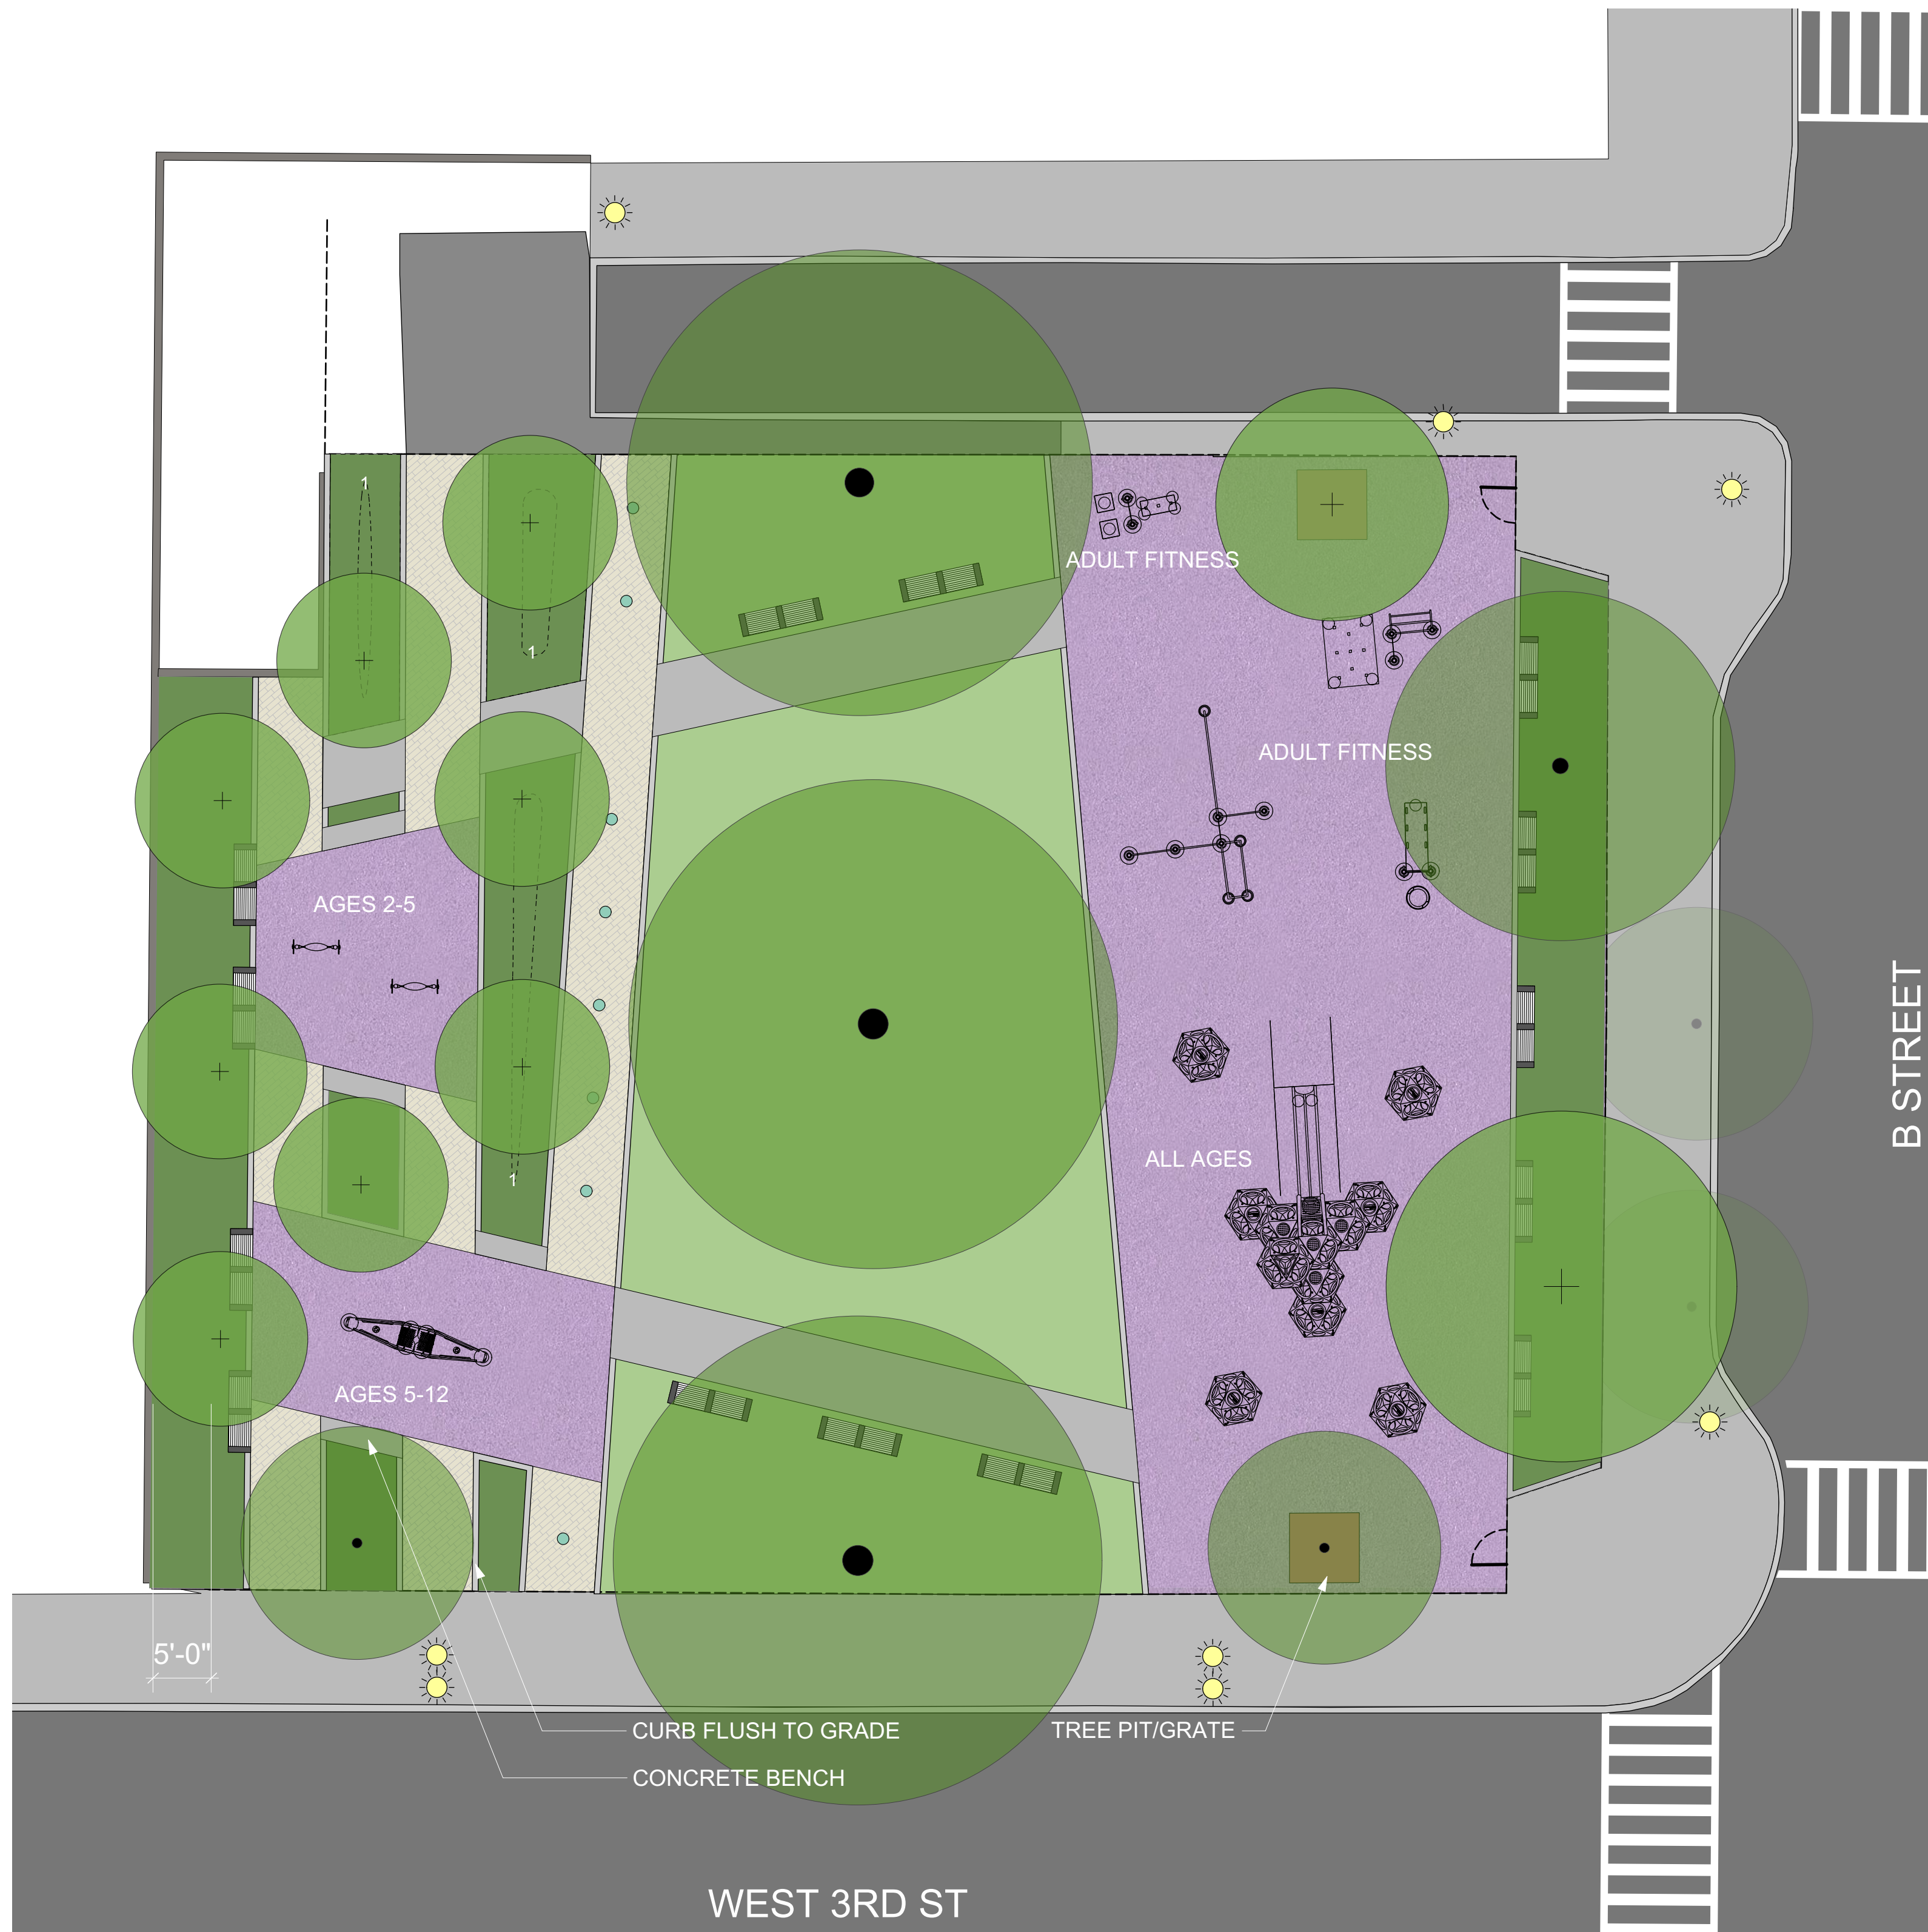 1
ADULT FITNESS
1
ADULT FITNESS
AGES 2-5
B STREET
ALL AGES
1
AGES 5-12
5'-0"
CURB FLUSH TO GRADE
TREE PIT/GRATE
CONCRETE BENCH
WEST 3RD ST